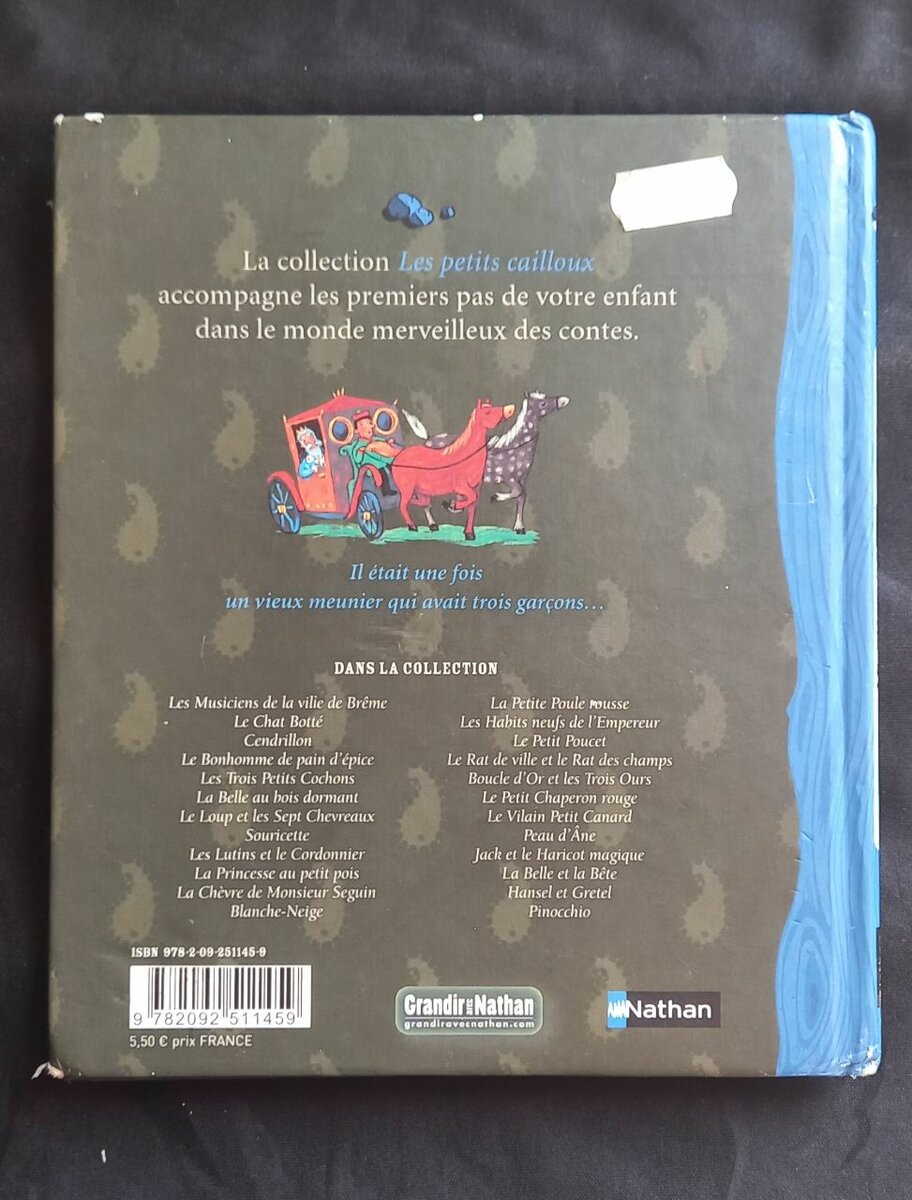 La collection Les petits cailloux
accompagne les premiers pas de votre enfant
dans le monde merveilleux des contes.
Il était une fois
un vieux meunier qui avait trois garçons...
DANS LA COLLECTION
Les Musiciens de la ville de Brême
Le Chat Botté
Cendrillon
Le Bonhomme de pain d'épice
Les Trois Petits Cochons
La Belle au bois dormant
Le Loup et les Sept Chevreaux
Souricette
Les Lutins et le Cordonnier
La Princesse au petit pois
La Chèvre de Monsieur Seguin
Blanche-Neige
La Petite Poule rousse
Les Habits neufs de l'Empereur
Le Petit Poucet
Le Rat de ville et le Rat des champs
Boucle d'Or et les Trois Ours
Le Petit Chaperon rouge
Le Vilain Petit Canard
Peau d'Âne
Jack et le Haricot magique
La Belle et la Bête
Hansel et Gretel
Pinocchio
ISBN 978-2-09-251145-9
9 782092 511459
5,50 € prix FRANCE
Grandir avec Nathan
grandiravecnathan.com
Nathan